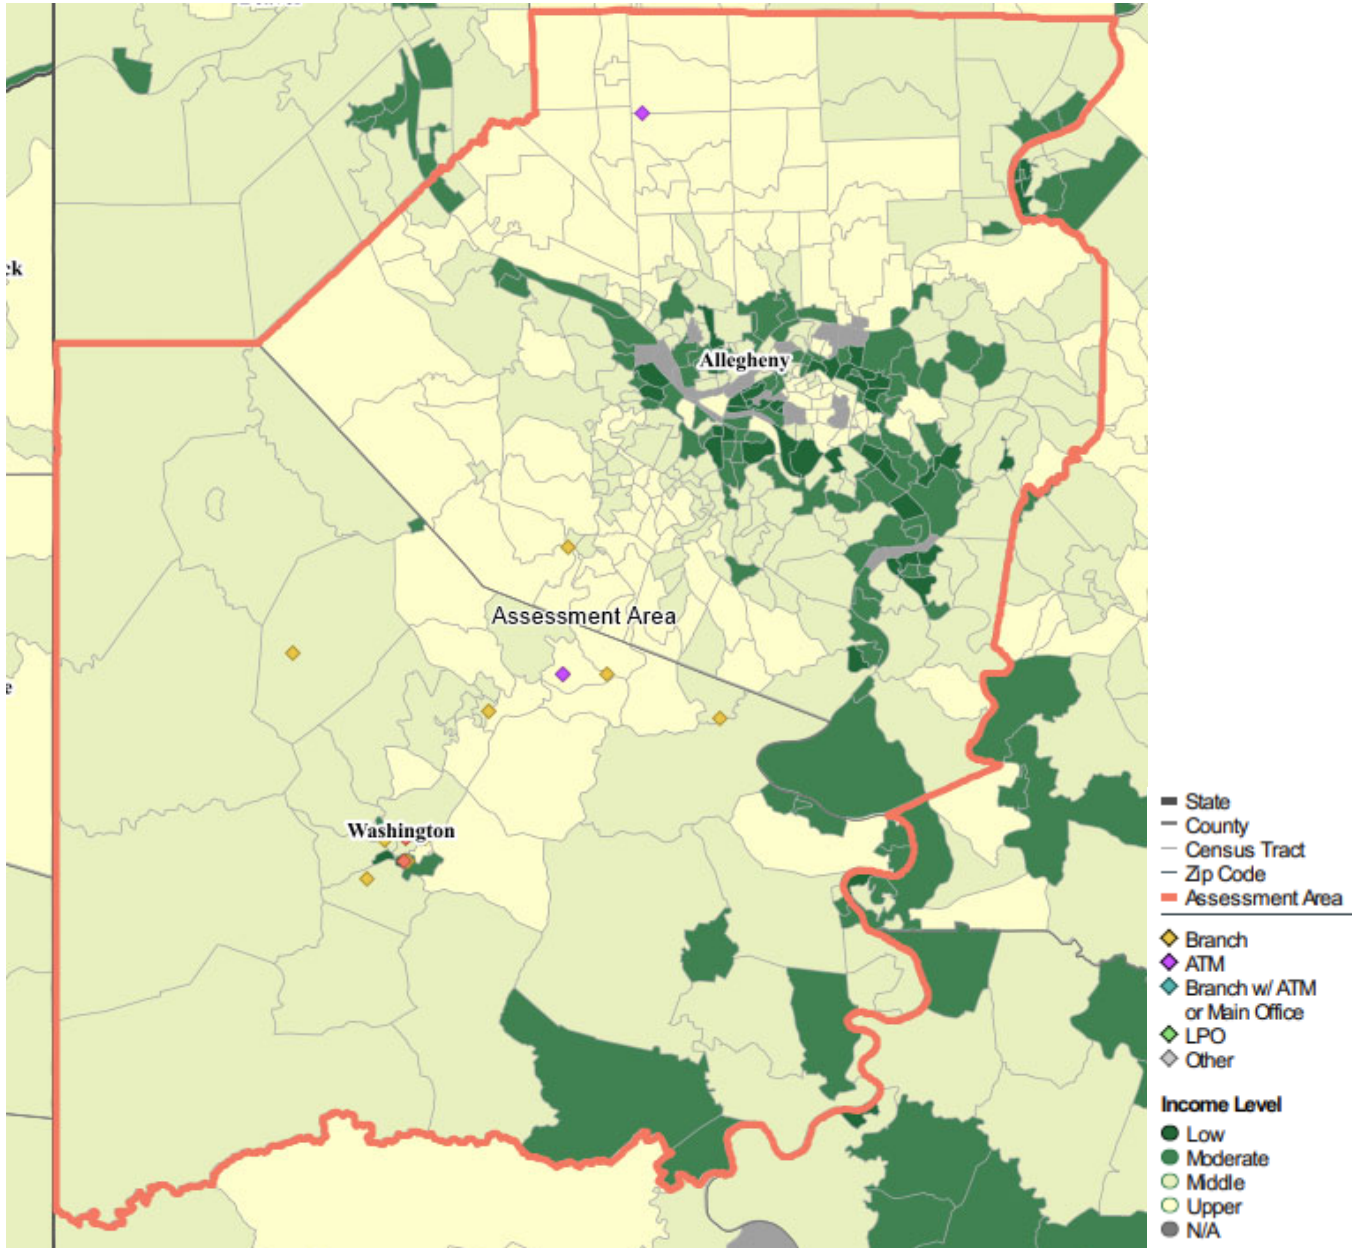 ck
Allegheny
Assessment Area
e
Washington
State
County
Census Tract
Zip Code
Assessment Area
Branch
ATM
Branch w/ ATM
or Main Office
LPO
Other
Income Level
Low
Moderate
Middle
Upper
N/A